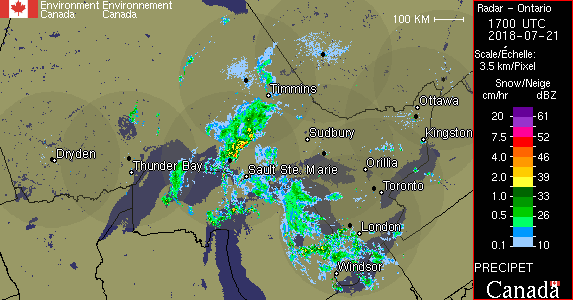 Environment Environnement
Canada Canada
100 KM
Timmins
Ottawa
Sudbury
Kingston
Dryden
Thunder Bay
Sault Ste. Marie
Orillia
Toronto
London
Windsor
Radar - Ontario
1700 UTC
2018-07-21
Scale/Échelle:
3.5 km/Pixel
Snow/Neige
cm/hr dBZ
20 61
7.5 52
4.0 46
2.0 39
1.0 33
0.5 26
0.1 10
PRECIPET
Canada